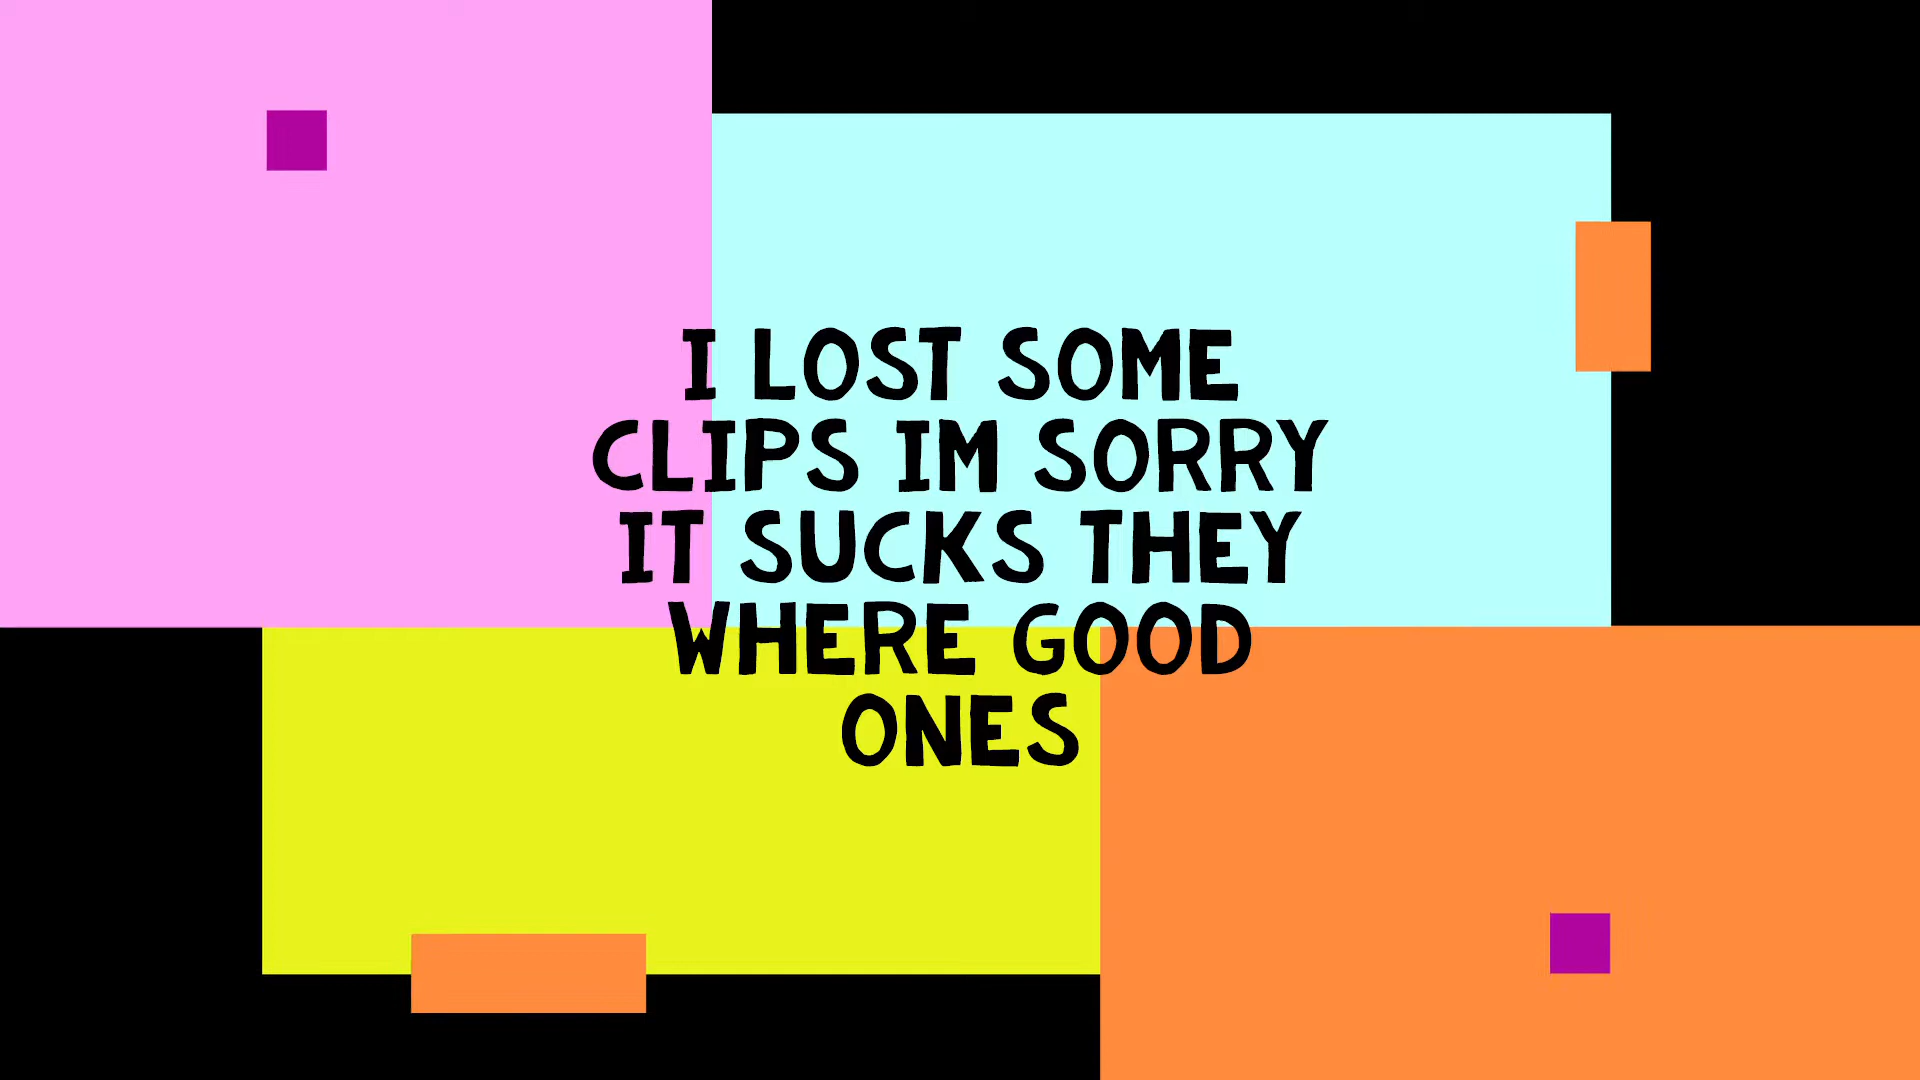 I LOST SOME
CLIPS IM SORRY
IT SUCKS THEY
WHERE GOOD
ONES